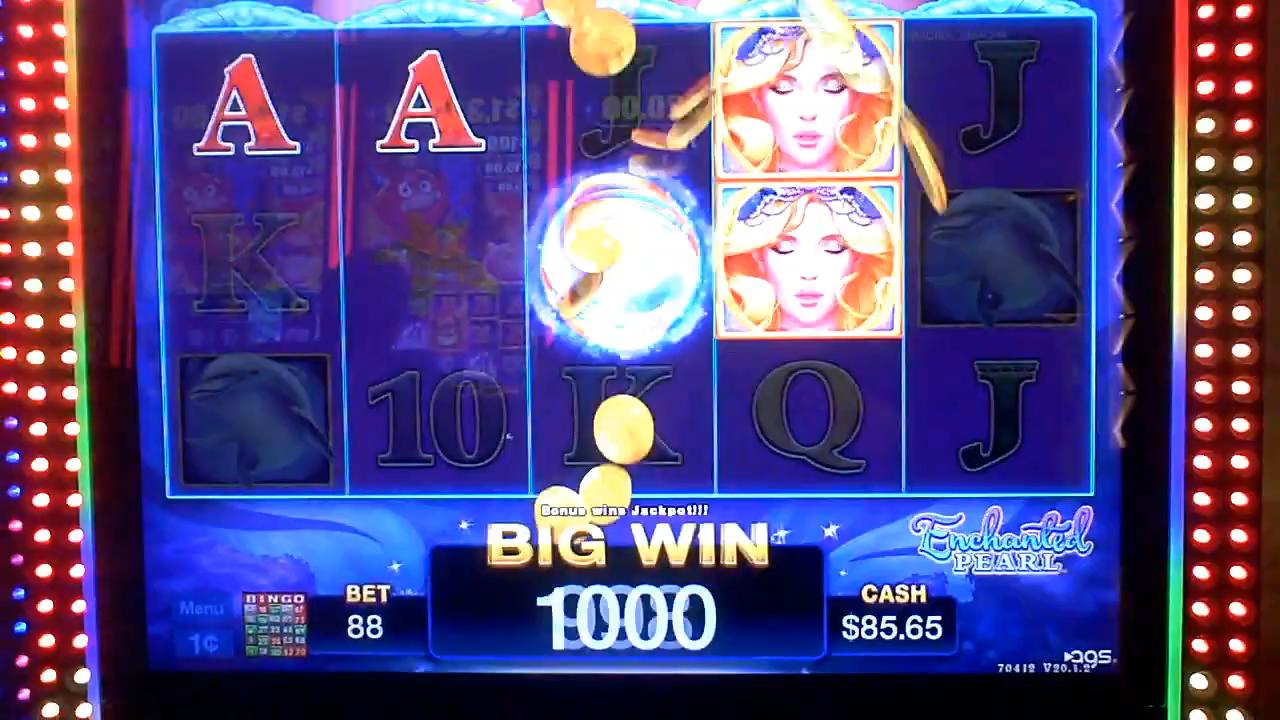 A A J J
K
10 K Q J
Bonus wins Jackpot!!!
BIG WIN
1000
Enchanted
PEARL
Menu
1¢
BINGO
BET
88
CASH
$85.65
ags
70412 V20.1.2